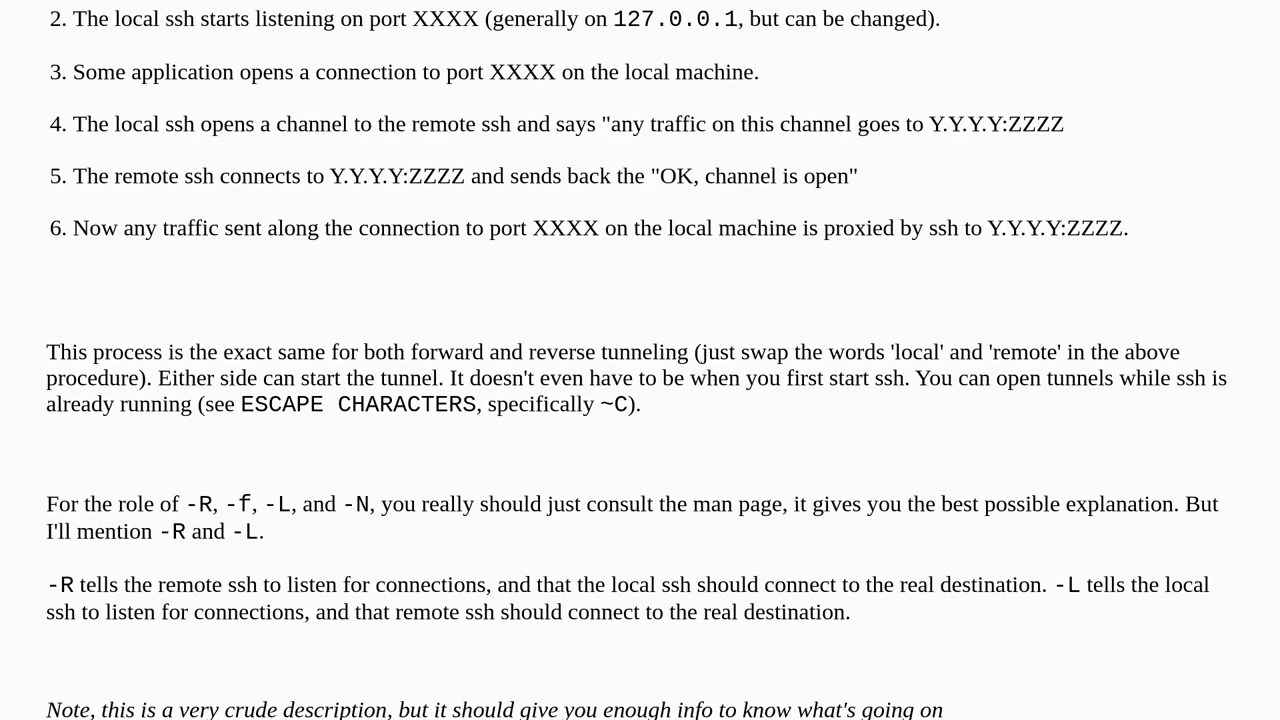 2. The local ssh starts listening on port XXXX (generally on 127.0.0.1, but can be changed).
3. Some application opens a connection to port XXXX on the local machine.
4. The local ssh opens a channel to the remote ssh and says "any traffic on this channel goes to Y.Y.Y.Y:ZZZZ
5. The remote ssh connects to Y.Y.Y.Y:ZZZZ and sends back the "OK, channel is open"
6. Now any traffic sent along the connection to port XXXX on the local machine is proxied by ssh to Y.Y.Y.Y:ZZZZ.
This process is the exact same for both forward and reverse tunneling (just swap the words 'local' and 'remote' in the above
procedure). Either side can start the tunnel. It doesn't even have to be when you first start ssh. You can open tunnels while ssh is
already running (see ESCAPE CHARACTERS, specifically ~C).
For the role of -R, -f, -L, and -N, you really should just consult the man page, it gives you the best possible explanation. But
I'll mention -R and -L.
-R tells the remote ssh to listen for connections, and that the local ssh should connect to the real destination. -L tells the local
ssh to listen for connections, and that remote ssh should connect to the real destination.
Note, this is a very crude description, but it should give you enough info to know what's going on